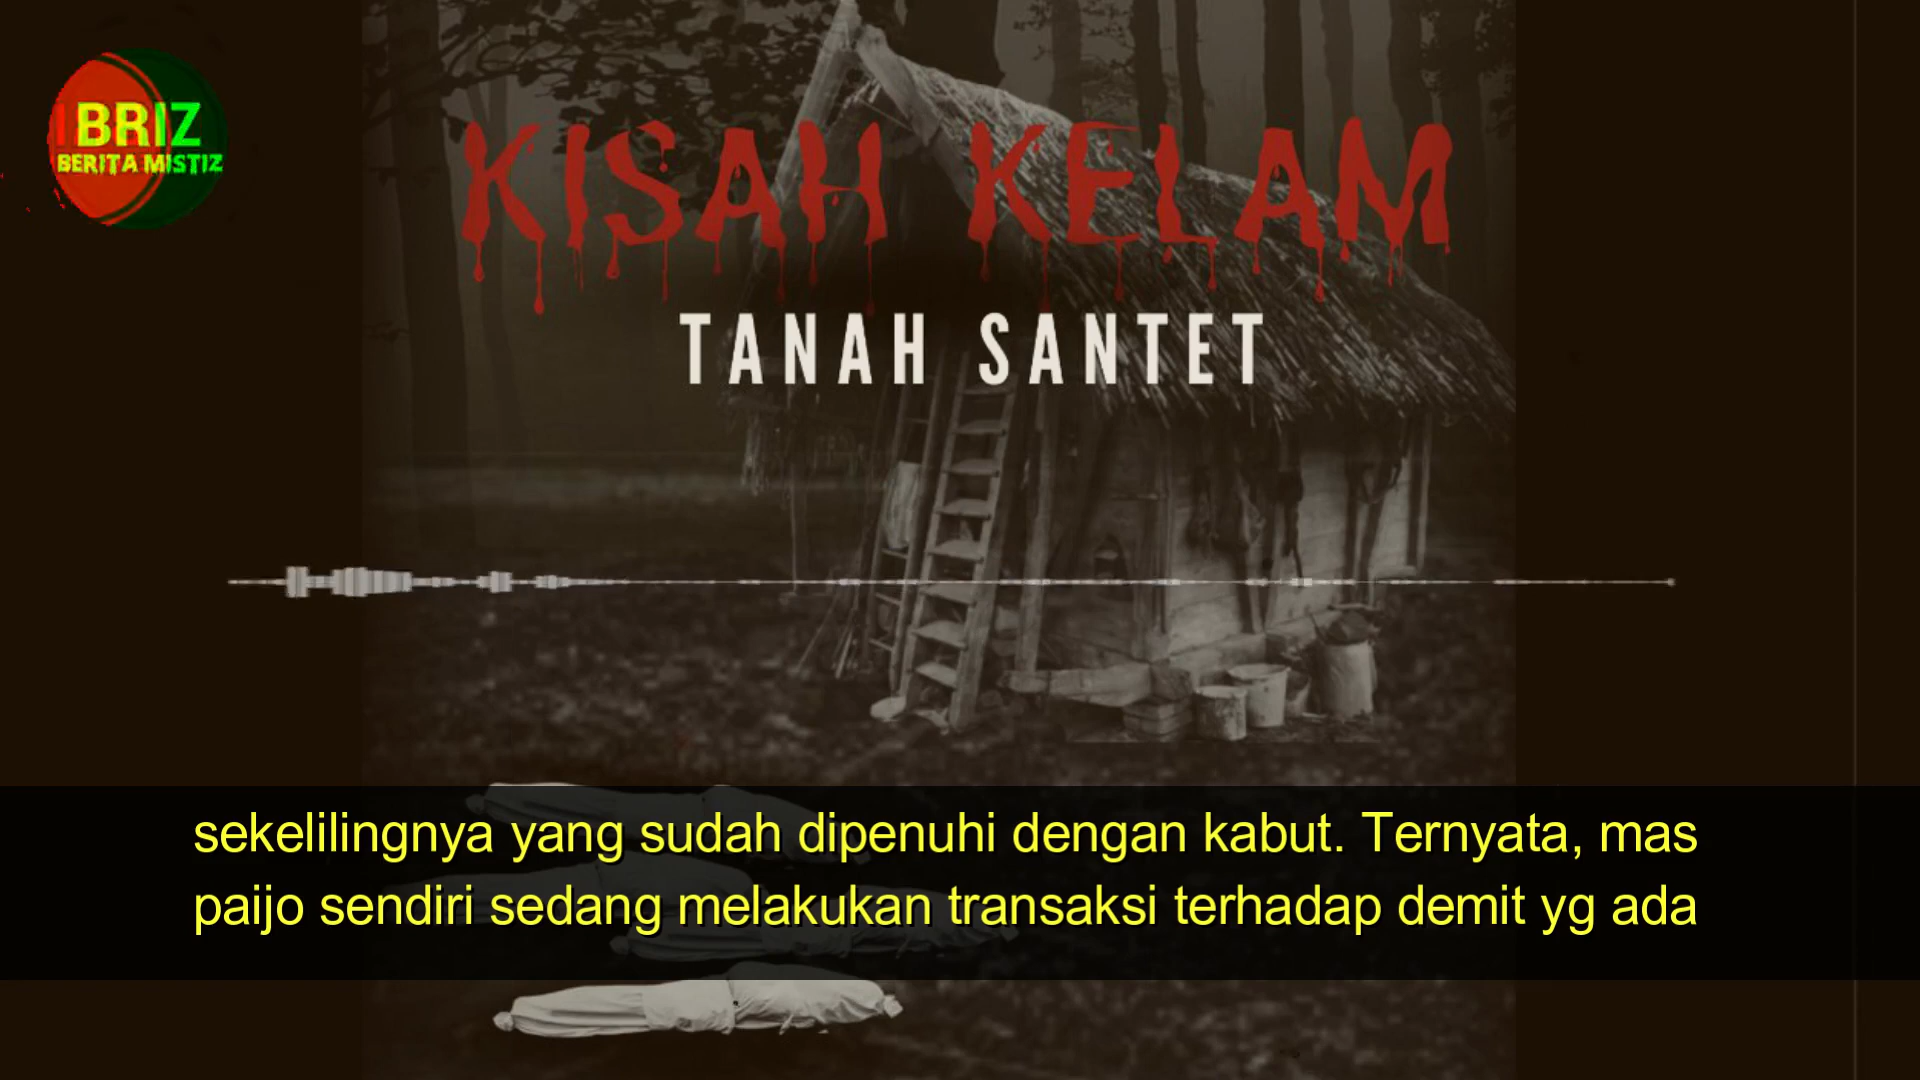 IBRIZ
BERITA MISTIZ
KISAH KELAM
TANAH SANTET
sekelilingnya yang sudah dipenuhi dengan kabut. Ternyata, mas
paijo sendiri sedang melakukan transaksi terhadap demit yg ada